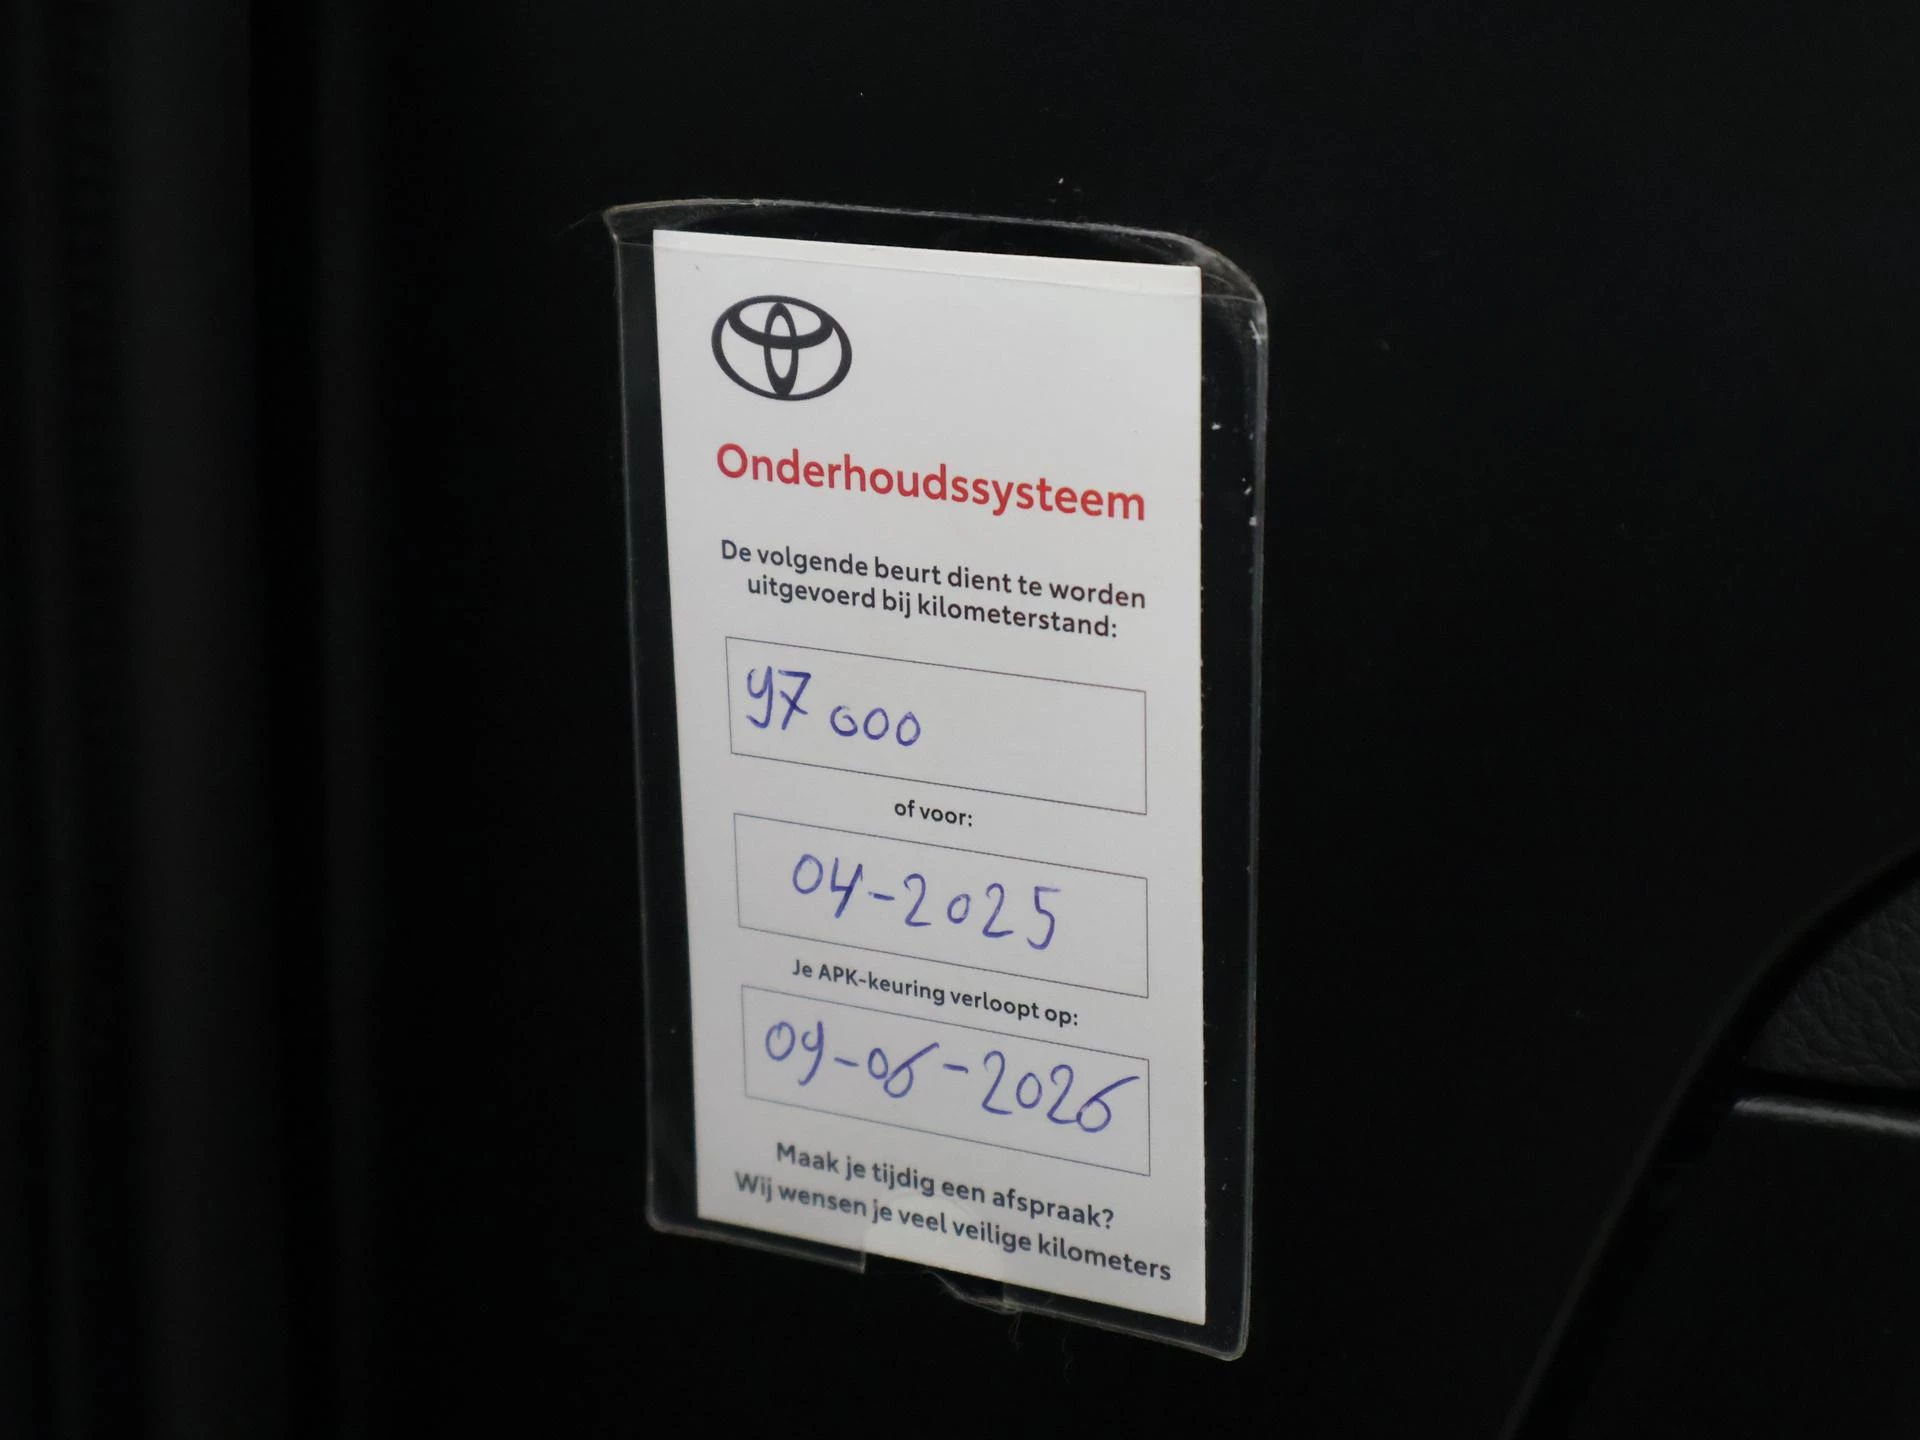 Onderhoudssysteem
De volgende beurt dient te worden
uitgevoerd bij kilometerstand:
97 000
of voor:
04-2025
Je APK-keuring verloopt op:
09-06-2026
Maak je tijdig een afspraak?
Wij wensen je veel veilige kilometers